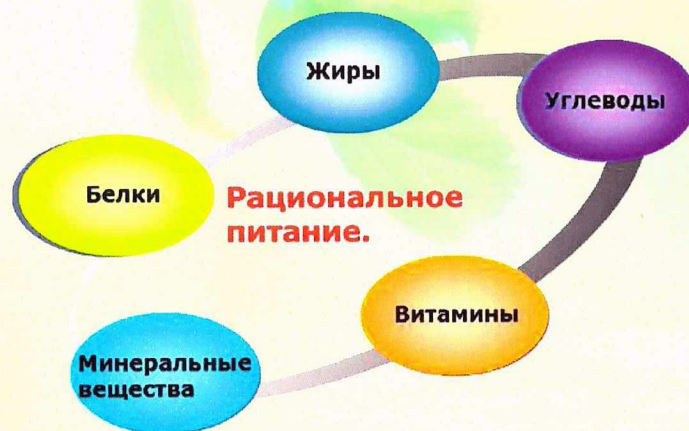 Жиры
Углеводы
Белки
Рациональное
питание.
Витамины
Минеральные
вещества